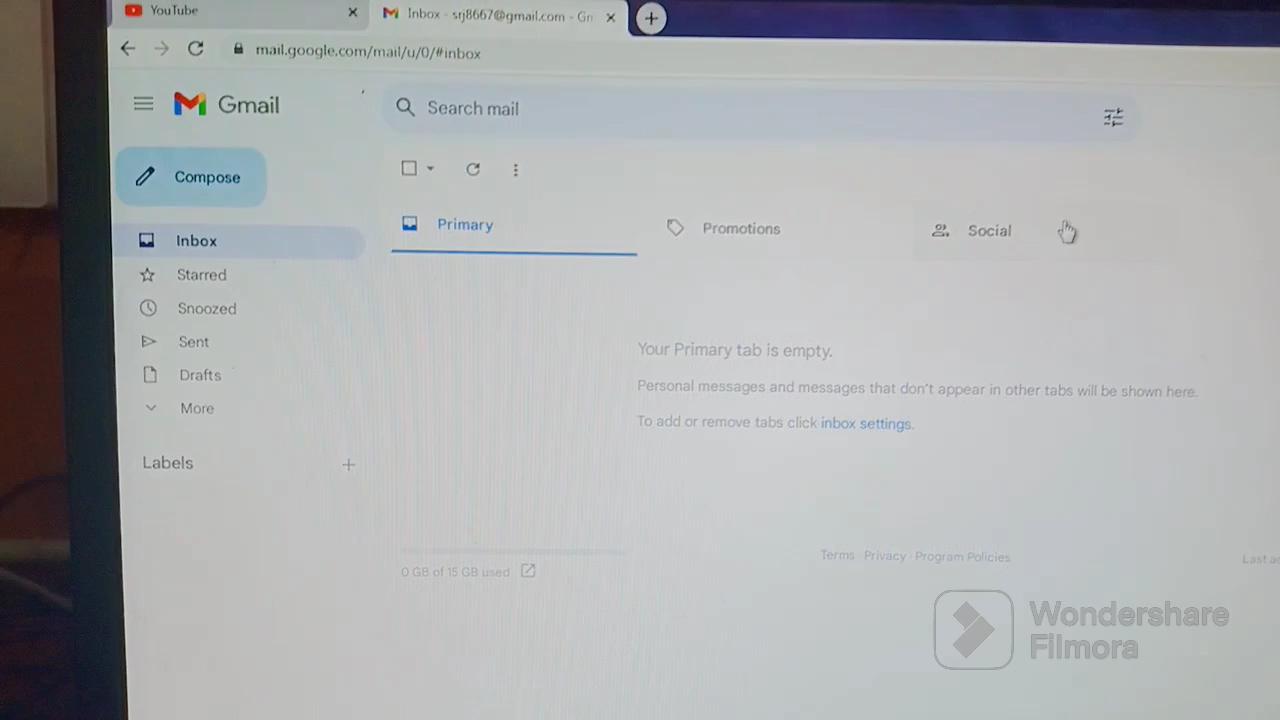 YouTube
Inbox - srj8667@gmail.com - Gm
mail.google.com/mail/u/0/#inbox
Gmail
Search mail
Compose
Primary
Promotions
Social
Inbox
Starred
Snoozed
Sent
Drafts
More
Labels
Your Primary tab is empty.
Personal messages and messages that don't appear in other tabs will be shown here.
To add or remove tabs click inbox settings.
0 GB of 15 GB used
Terms · Privacy · Program Policies
Last ac
Wondershare
Filmora